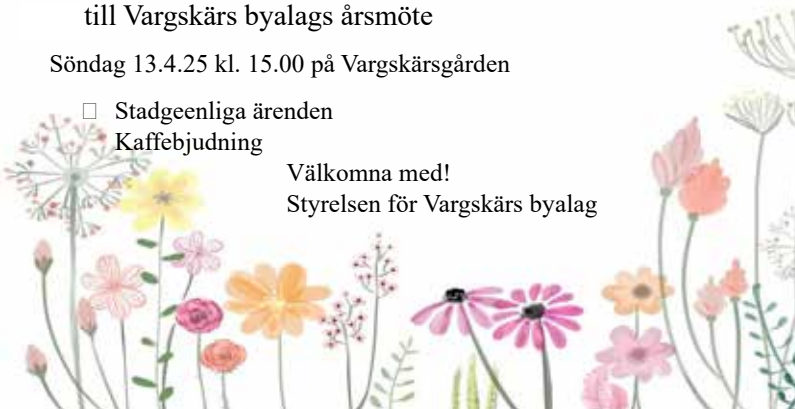 till Vargskärs byalags årsmöte
Söndag 13.4.25 kl. 15.00 på Vargskärsgården
□ Stadgeenliga ärenden
Kaffebjudning
Välkomna med!
Styrelsen för Vargskärs byalag